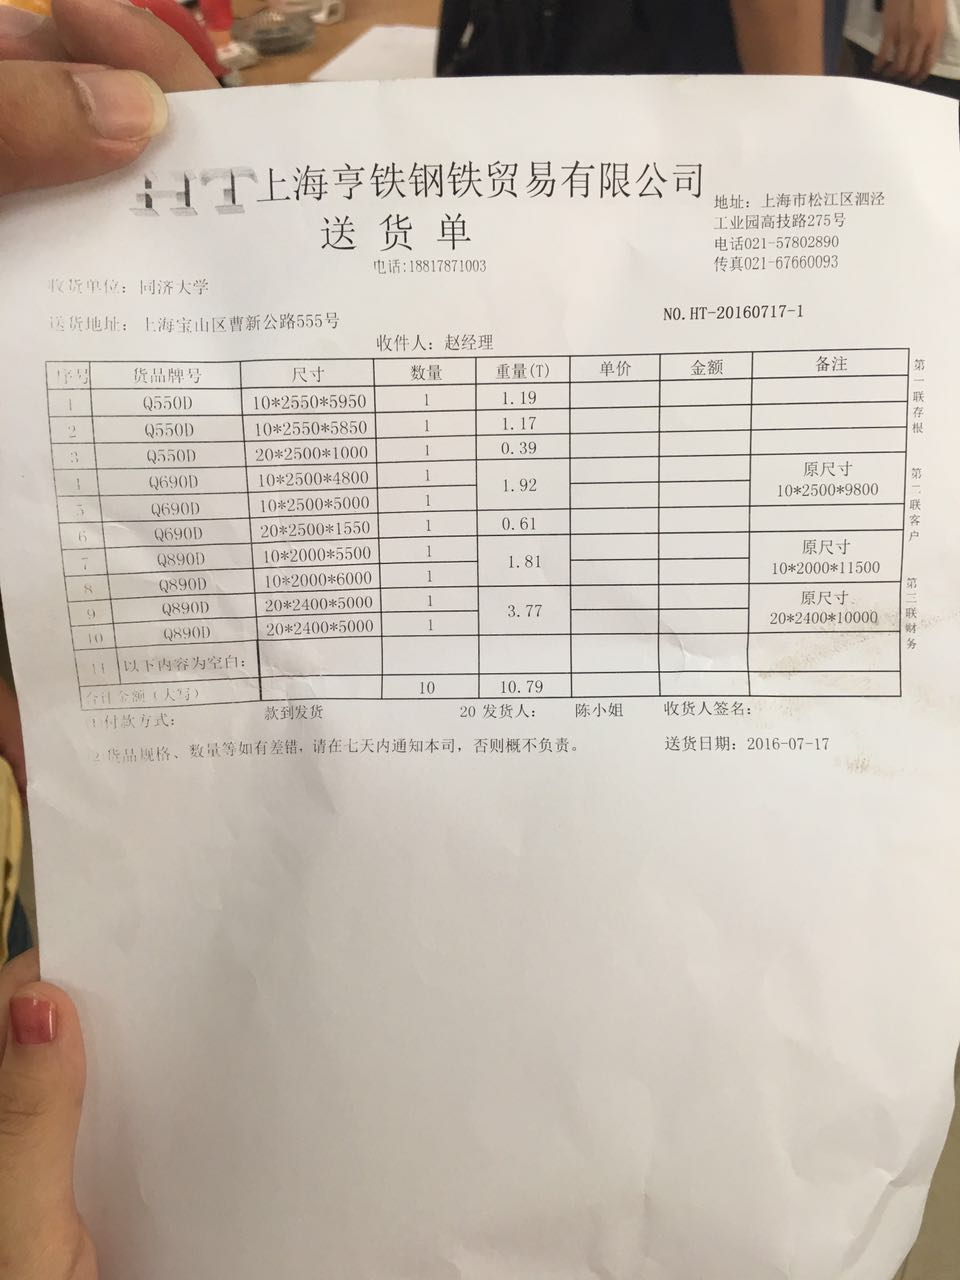 HT上海亨铁钢铁贸易有限公司
送货单
电话:18817871003
地址：上海市松江区泗泾
工业园高技路275号
电话021-57802890
传真021-67660093
收货单位：同济大学
送货地址：上海宝山区曹新公路555号
NO.HT-20160717-1
收件人：赵经理
序号 货品牌号 尺寸 数量 重量(T) 单价 金额 备注
1 Q550D 10*2550*5950 1 1.19
2 Q550D 10*2550*5850 1 1.17
3 Q550D 20*2500*1000 1 0.39
4 Q690D 10*2500*4800 1 1.92 原尺寸
5 Q690D 10*2500*5000 1 10*2500*9800
6 Q690D 20*2500*1550 1 0.61
7 Q890D 10*2000*5500 1 1.81 原尺寸
8 Q890D 10*2000*6000 1 10*2000*11500
9 Q890D 20*2400*5000 1 3.77 原尺寸
10 Q890D 20*2400*5000 1 20*2400*10000
11 以下内容为空白：
合计金额（大写） 10 10.79
第一联存根
第二联客户
第三联财务
1 付款方式： 款到发货 20 发货人： 陈小姐 收货人签名：
2 货品规格、数量等如有差错，请在七天内通知本司，否则概不负责。 送货日期：2016-07-17